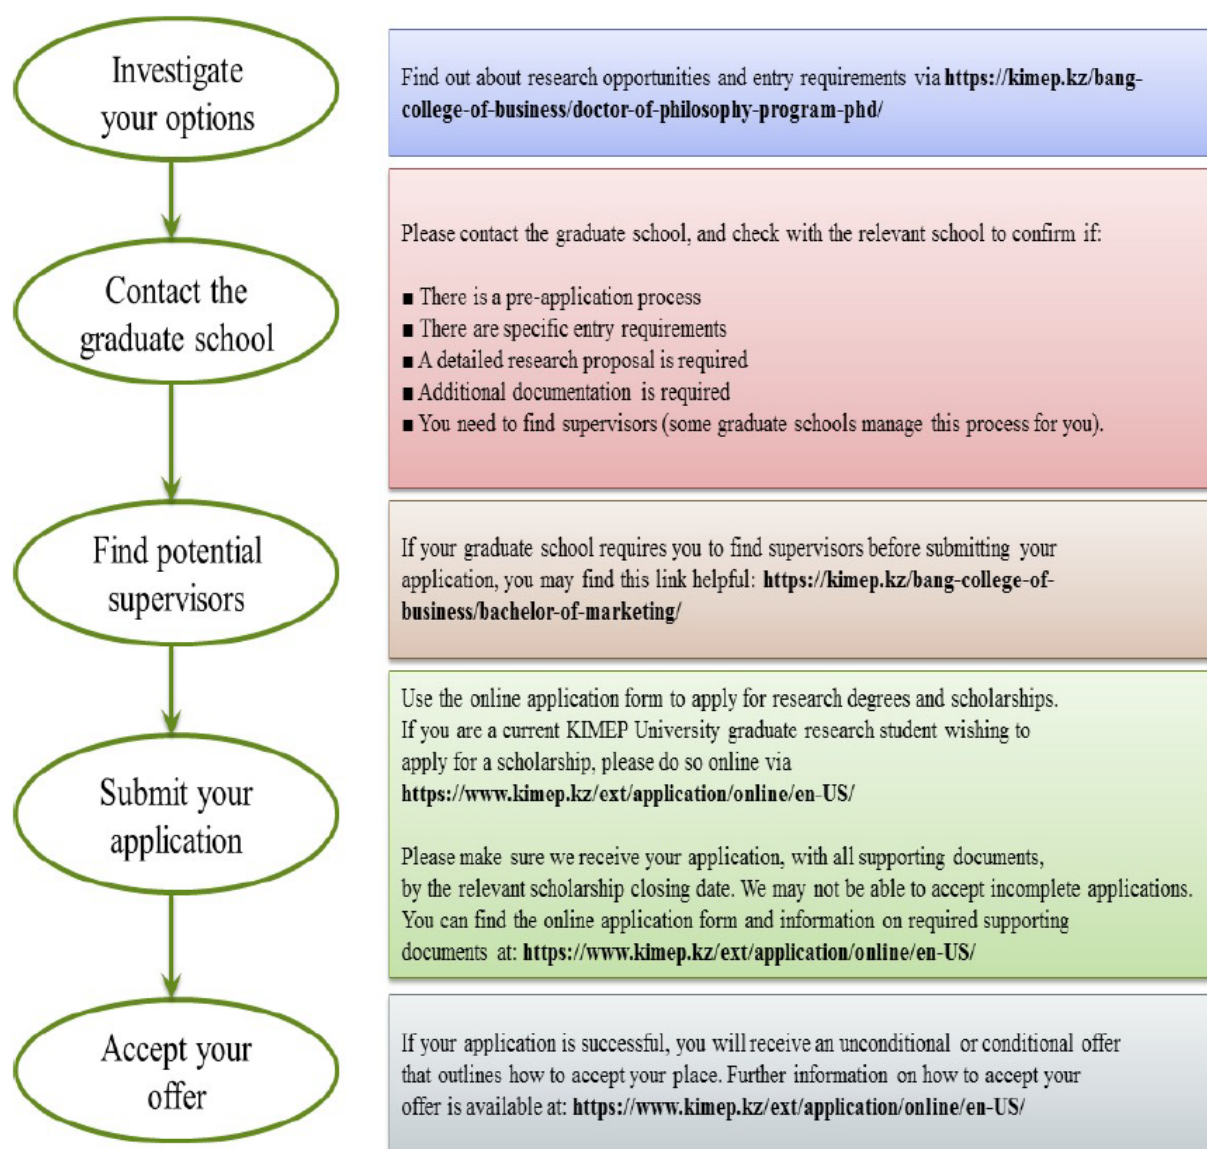 Investigate
your options
Find out about research opportunities and entry requirements via https://kimep.kz/bang-
college-of-business/doctor-of-philosophy-program-phd/
Contact the
graduate school
Please contact the graduate school, and check with the relevant school to confirm if:
■ There is a pre-application process
■ There are specific entry requirements
■ A detailed research proposal is required
■ Additional documentation is required
■ You need to find supervisors (some graduate schools manage this process for you).
Find potential
supervisors
If your graduate school requires you to find supervisors before submitting your
application, you may find this link helpful: https://kimep.kz/bang-college-of-
business/bachelor-of-marketing/
Submit your
application
Use the online application form to apply for research degrees and scholarships.
If you are a current KIMEP University graduate research student wishing to
apply for a scholarship, please do so online via
https://www.kimep.kz/ext/application/online/en-US/
Please make sure we receive your application, with all supporting documents,
by the relevant scholarship closing date. We may not be able to accept incomplete applications.
You can find the online application form and information on required supporting
documents at: https://www.kimep.kz/ext/application/online/en-US/
Accept your
offer
If your application is successful, you will receive an unconditional or conditional offer
that outlines how to accept your place. Further information on how to accept your
offer is available at: https://www.kimep.kz/ext/application/online/en-US/